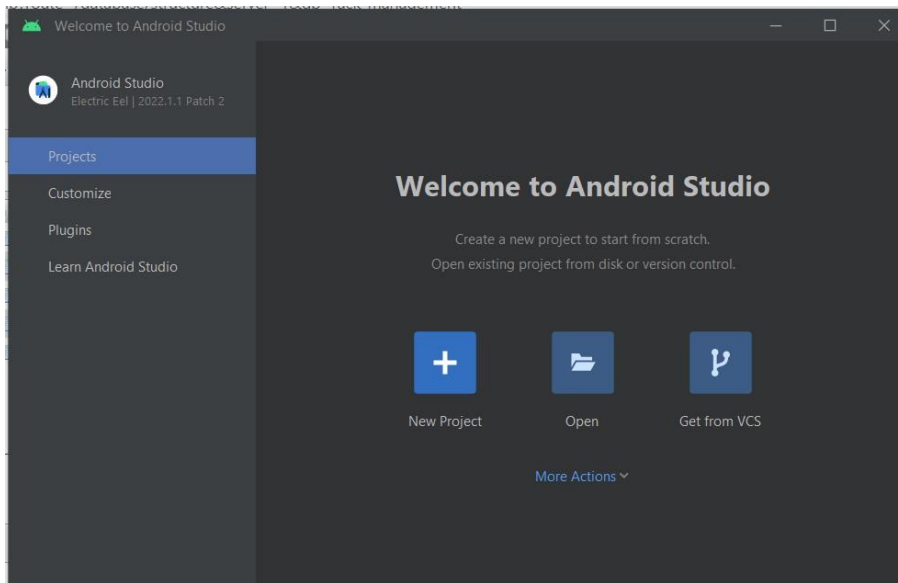 Welcome to Android Studio
Android Studio
Electric Eel | 2022.1.1 Patch 2
Projects
Customize
Plugins
Learn Android Studio
Welcome to Android Studio
Create a new project to start from scratch.
Open existing project from disk or version control.
New Project
Open
Get from VCS
More Actions